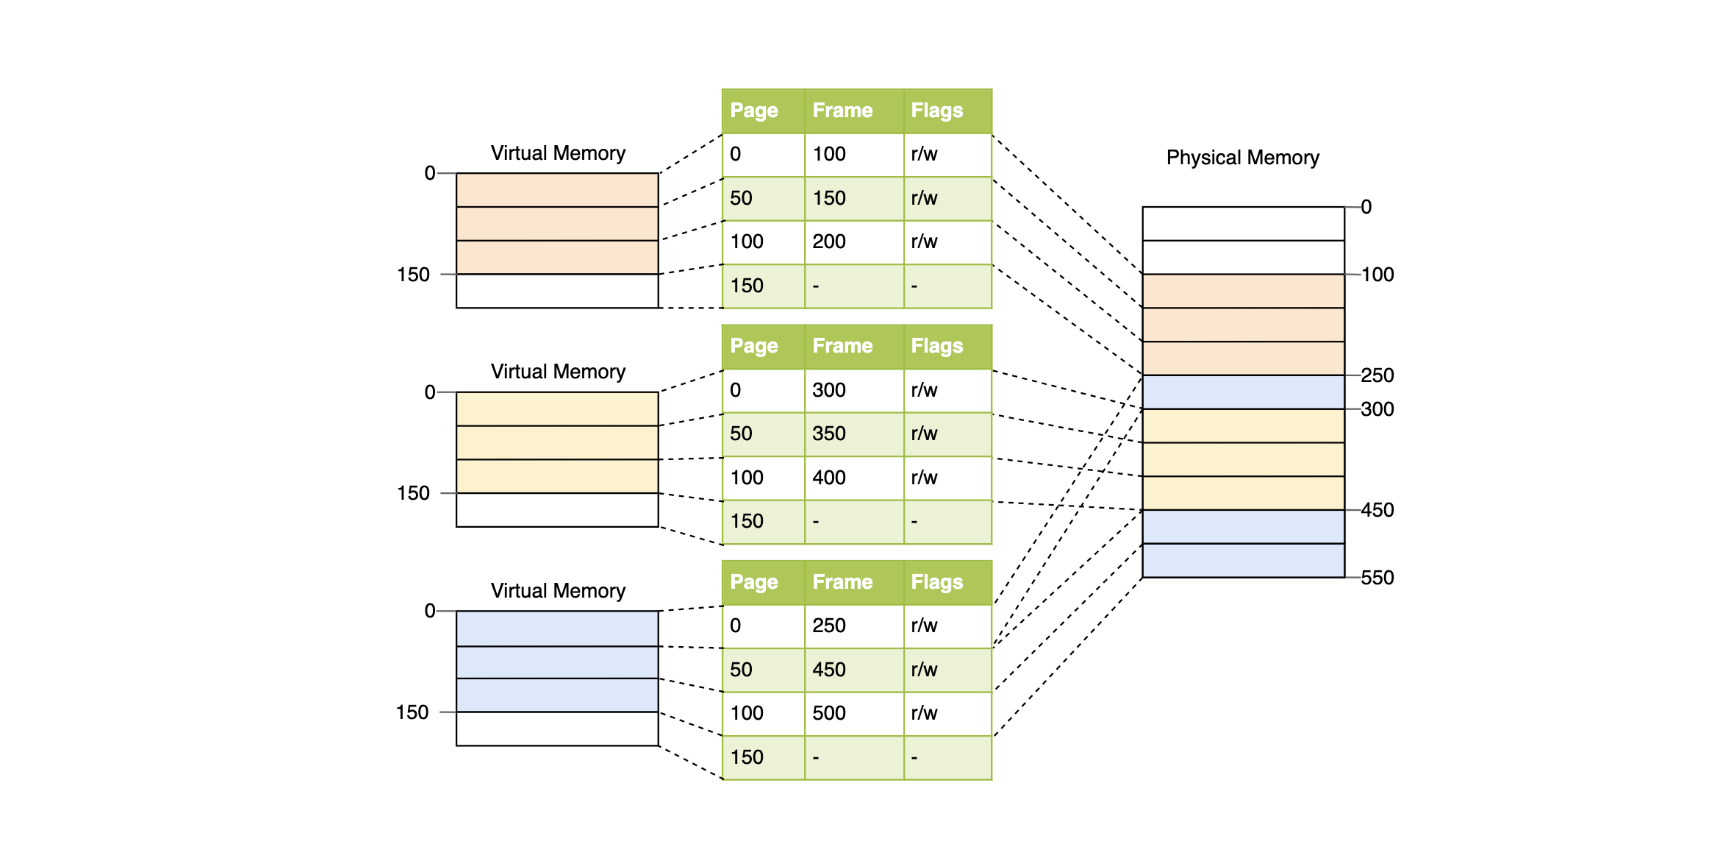 Virtual Memory
0
150
Page Frame Flags
0 100 r/w
50 150 r/w
100 200 r/w
150 - -
Virtual Memory
0
150
Page Frame Flags
0 300 r/w
50 350 r/w
100 400 r/w
150 - -
Virtual Memory
0
150
Page Frame Flags
0 250 r/w
50 450 r/w
100 500 r/w
150 - -
Physical Memory
0
100
250
300
450
550